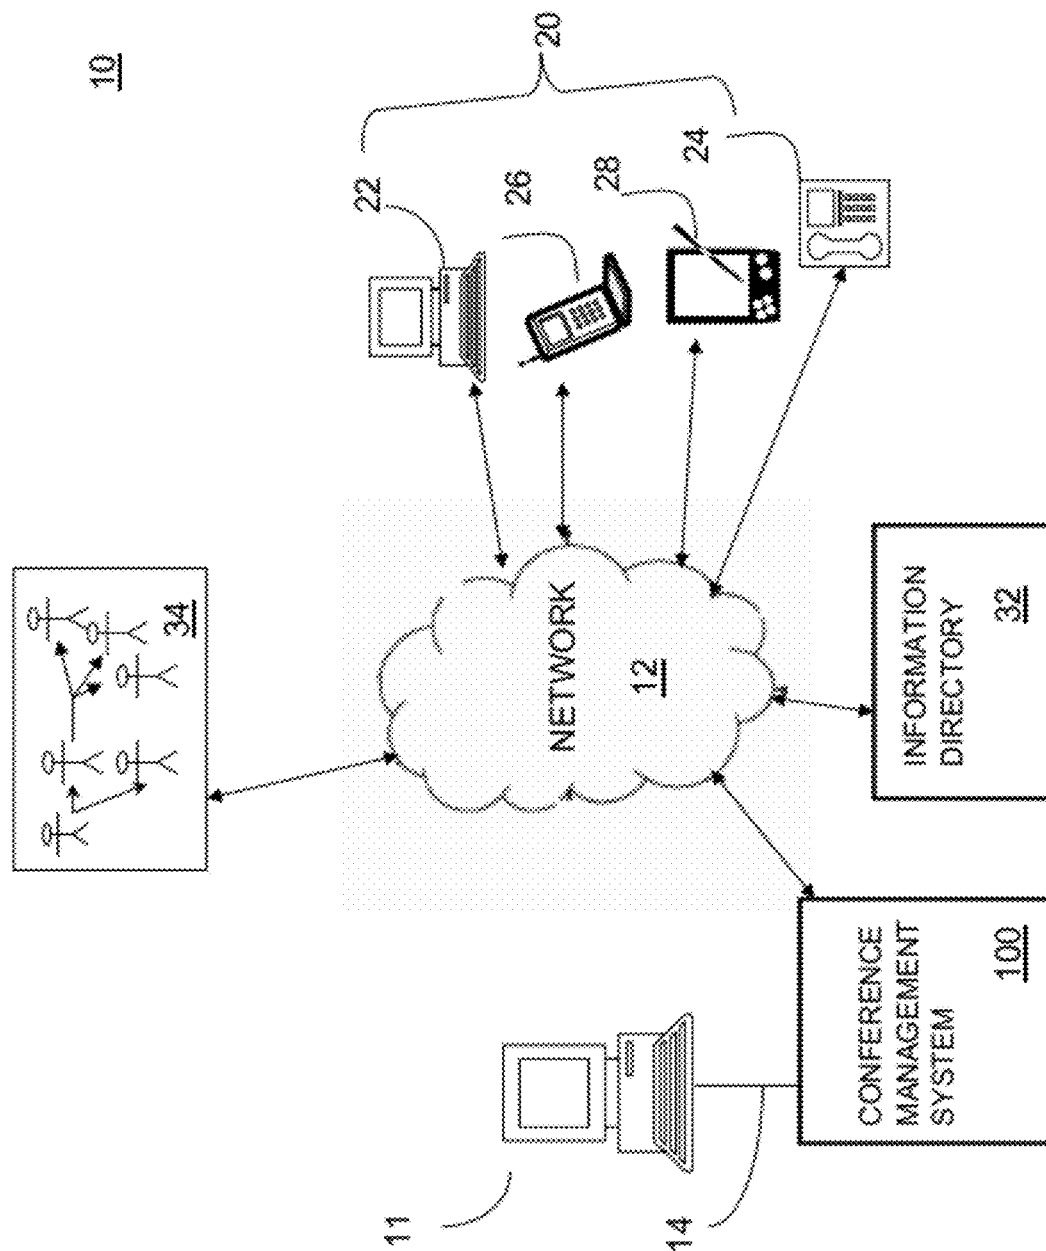 10
20
22
26
28
24
34
NETWORK
12
INFORMATION
DIRECTORY
32
CONFERENCE
MANAGEMENT
SYSTEM
100
11
14